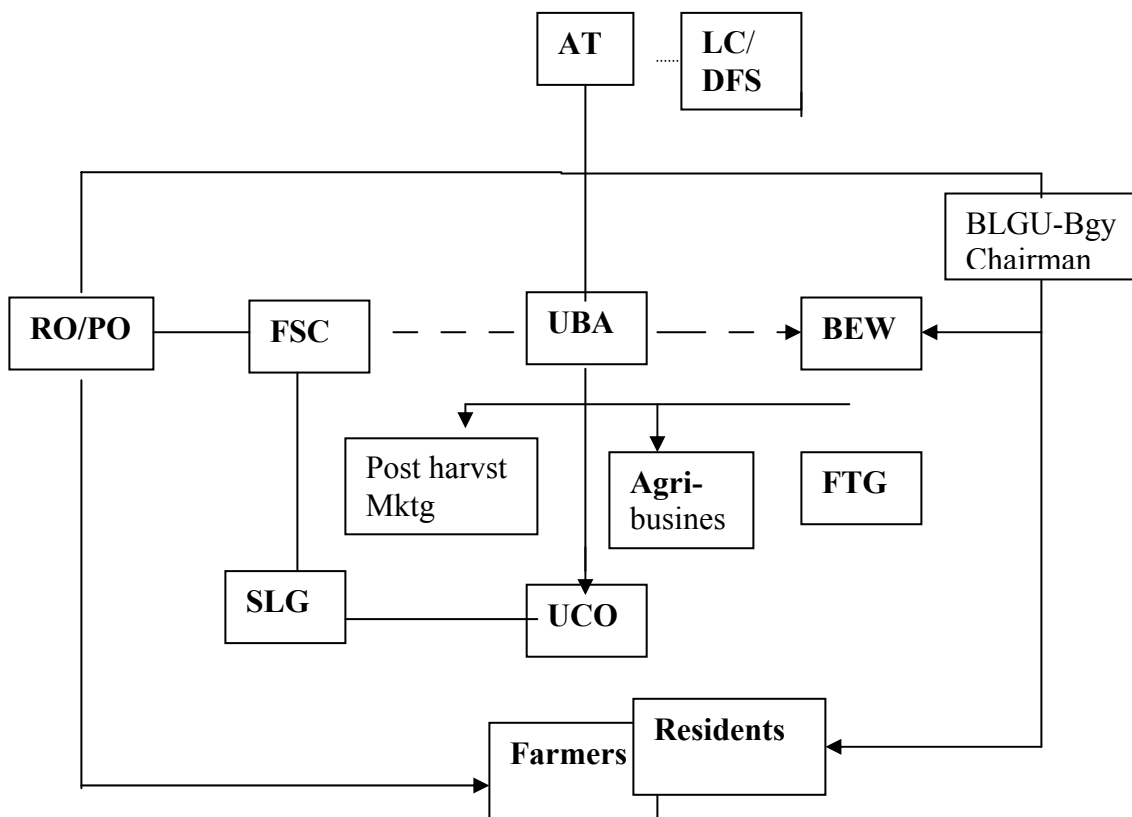 AT
LC/
DFS
BLGU-Bgy
Chairman
RO/PO
FSC
UBA
BEW
Post harvst
Mktg
Agri-
busines
FTG
SLG
UCO
Residents
Farmers